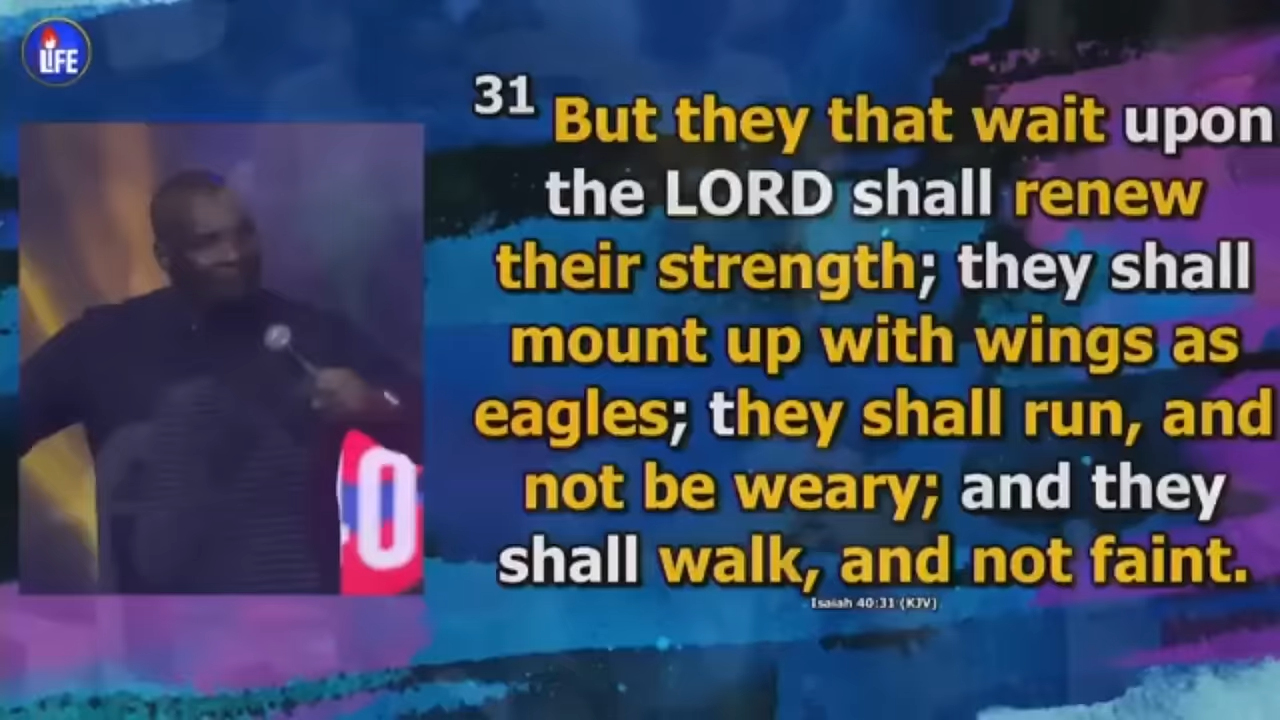 LIFE
31 But they that wait upon
the LORD shall renew
their strength; they shall
mount up with wings as
eagles; they shall run, and
not be weary; and they
shall walk, and not faint.
Isaiah 40:31 (KJV)